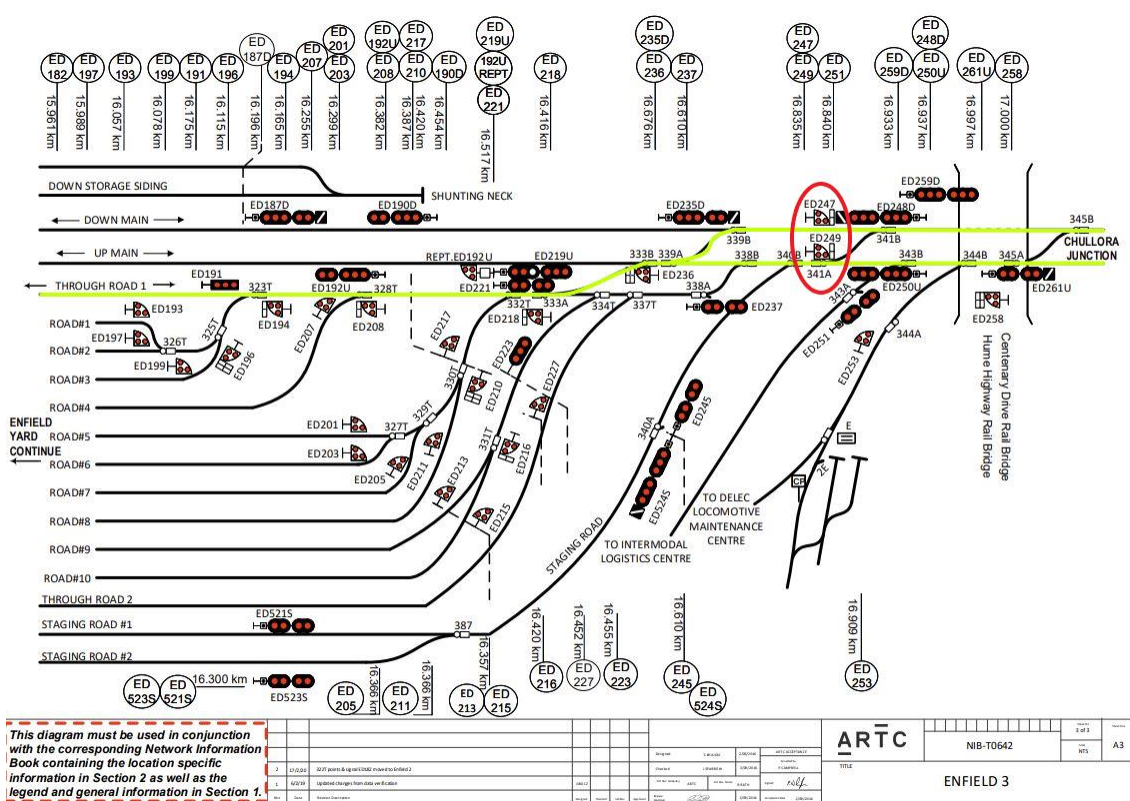 ED 182
ED 197
ED 193
ED 199
ED 191
ED 196
ED 187D
ED 194
ED 207
ED 201
ED 203
ED 192U
ED 208
ED 217
ED 210
ED 190D
ED 219U
192U REPT
ED 221
ED 218
ED 235D
ED 236
ED 237
ED 247
ED 249
ED 251
ED 259D
ED 248D
ED 250U
ED 261U
ED 258
15.961 km
15.989 km
16.057 km
16.078 km
16.175 km
16.115 km
16.196 km
16.165 km
16.255 km
16.299 km
16.382 km
16.387 km
16.420 km
16.454 km
16.517 km
16.416 km
16.676 km
16.610 km
16.835 km
16.840 km
16.933 km
16.937 km
16.997 km
17.000 km
DOWN STORAGE SIDING
SHUNTING NECK
ED187D
ED190D
ED235D
ED247
ED248D
ED259D
345B
DOWN MAIN
339B
341B
CHULLORA JUNCTION
UP MAIN
REPT.ED192U
ED219U
333B
339A
338B
340B
ED249
341A
343B
344B
345A
ED191
ED192U
ED221
ED236
ED250U
ED261U
THROUGH ROAD 1
323T
328T
332T
333A
334T
337T
338A
343A
ED193
ED194
ED207
ED208
ED217
ED218
ED237
ED251
ED258
ROAD#1
325T
344A
ED197
326T
ED223
ED253
ROAD#2
ED199
ED196
ED227
ROAD#3
330T
ED210
ROAD#4
329T
ED245
ED201
327T
340A
E
ENFIELD YARD CONTINUE
ROAD#5
331T
ED216
ED203
ROAD#6
ED205
ED211
ED213
2E
CP
ROAD#7
ED215
ED524S
ROAD#8
TO DELEC LOCOMOTIVE MAINTENANCE CENTRE
ROAD#9
STAGING ROAD
TO INTERMODAL LOGISTICS CENTRE
ROAD#10
THROUGH ROAD 2
Centenary Drive Rail Bridge
Hume Highway Rail Bridge
STAGING ROAD #1
ED521S
387
STAGING ROAD #2
16.300 km
ED523S
16.366 km
16.366 km
16.357 km
16.420 km
16.452 km
16.455 km
16.610 km
16.909 km
ED 523S
ED 521S
ED 205
ED 211
ED 213
ED 215
ED 216
ED 227
ED 223
ED 245
ED 524S
ED 253
This diagram must be used in conjunction
with the corresponding Network Information
Book containing the location specific
information in Section 2 as well as the
legend and general information in Section 1.
ARTC
NIB-T0642
3 of 3
NTS
A3
TITLE
ENFIELD 3